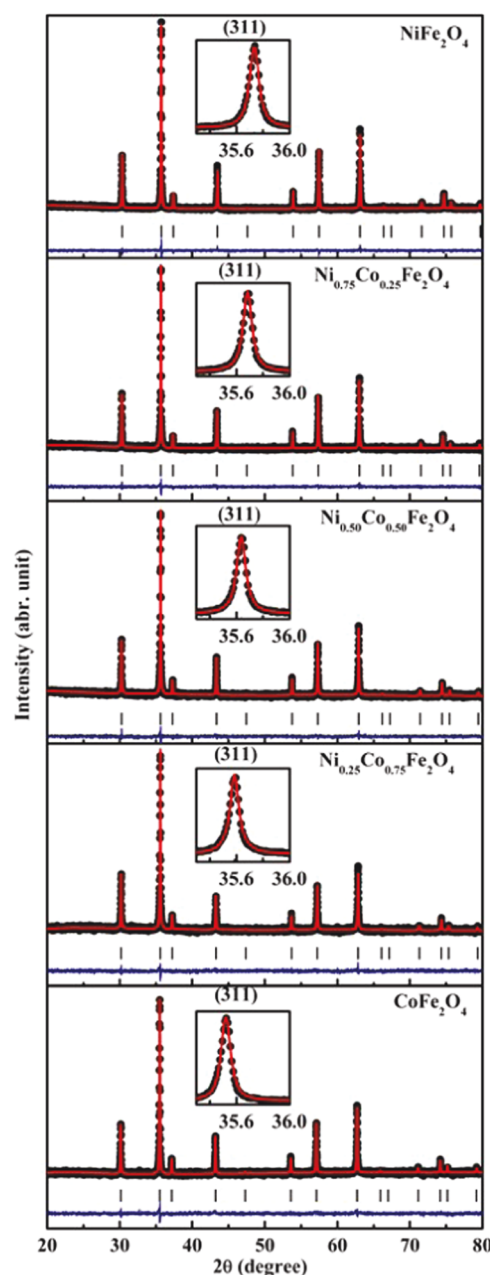 (311)
NiFe₂O₄
35.6 36.0
(311)
Ni₀.₇₅Co₀.₂₅Fe₂O₄
35.6 36.0
(311)
Ni₀.₅₀Co₀.₅₀Fe₂O₄
35.6 36.0
(311)
Ni₀.₂₅Co₀.₇₅Fe₂O₄
35.6 36.0
(311)
CoFe₂O₄
35.6 36.0
Intensity (abr. unit)
20 30 40 50 60 70 80
2θ (degree)